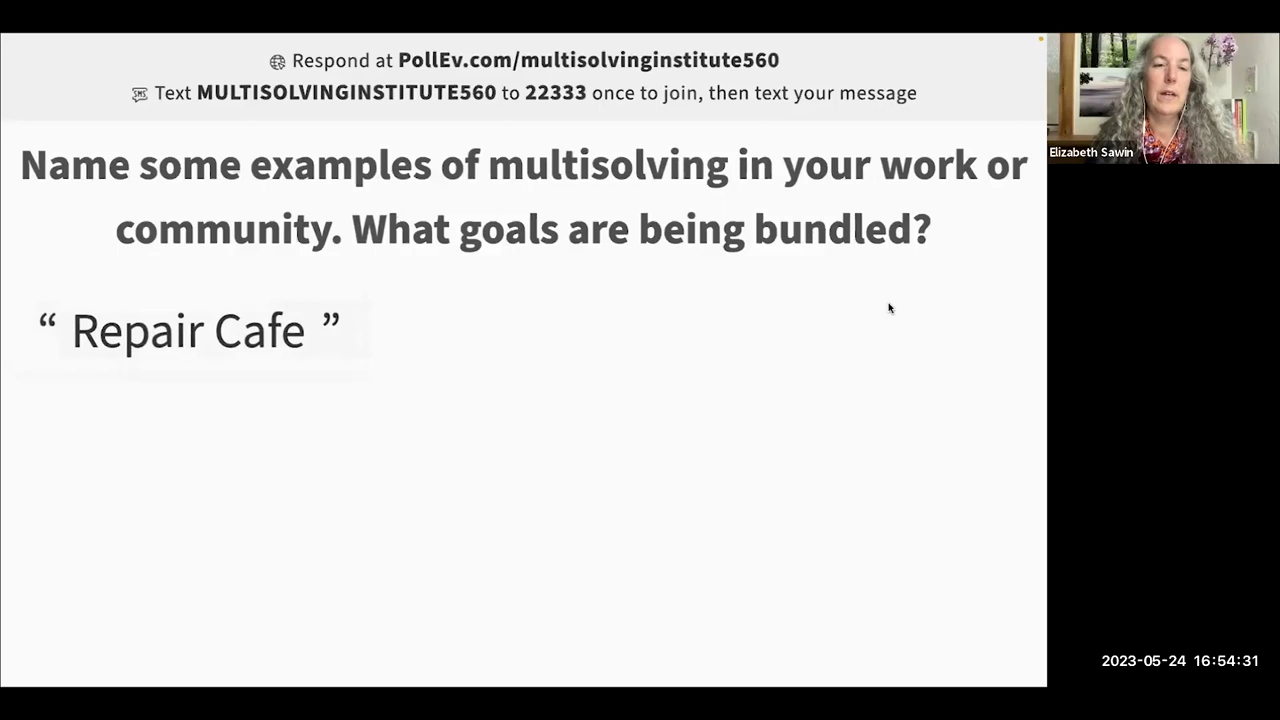 Respond at PollEv.com/multisolvinginstitute560
Text MULTISOLVINGINSTITUTE560 to 22333 once to join, then text your message
Name some examples of multisolving in your work or
community. What goals are being bundled?
“ Repair Cafe ”
Elizabeth Sawin
2023-05-24 16:54:31